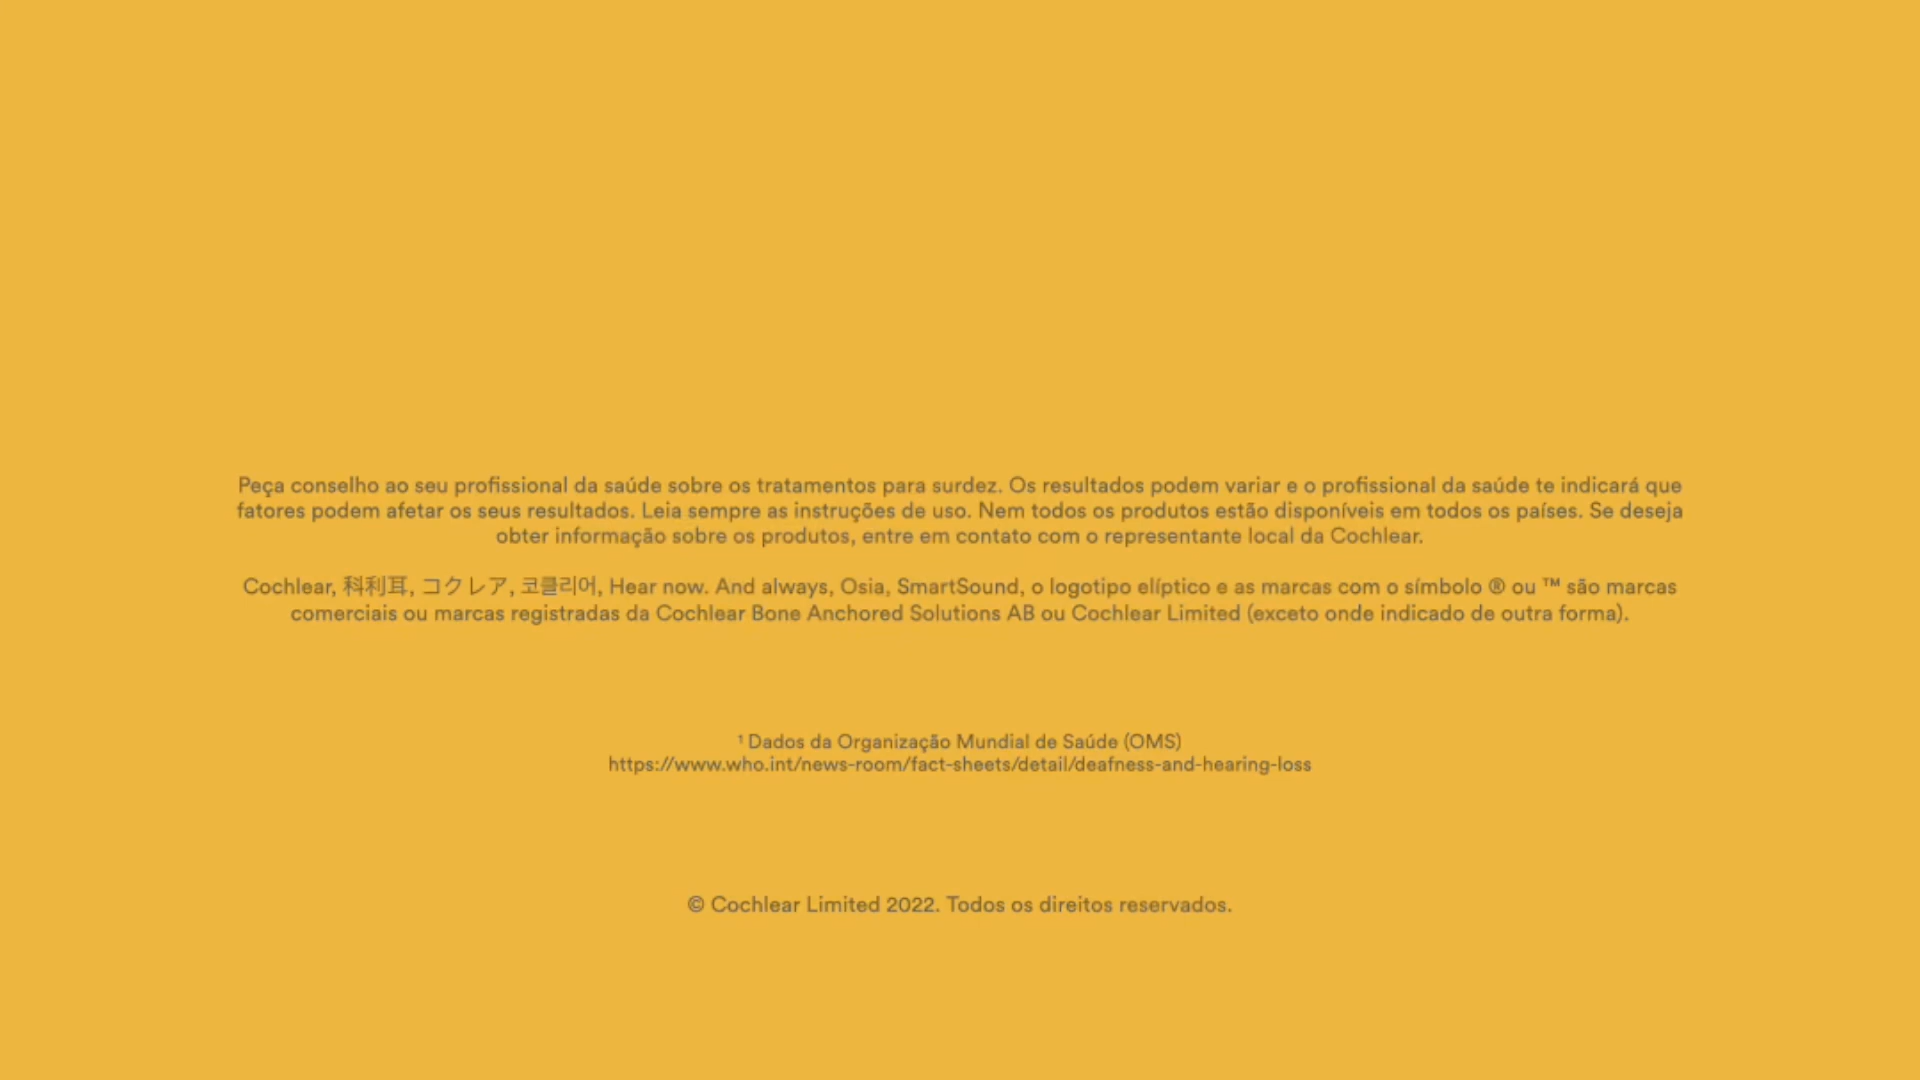 Peça conselho ao seu profissional da saúde sobre os tratamentos para surdez. Os resultados podem variar e o profissional da saúde te indicará que
fatores podem afetar os seus resultados. Leia sempre as instruções de uso. Nem todos os produtos estão disponíveis em todos os países. Se deseja
obter informação sobre os produtos, entre em contato com o representante local da Cochlear.
Cochlear, 科利耳, コクレア, 코클리어, Hear now. And always, Osia, SmartSound, o logotipo elíptico e as marcas com o símbolo ® ou ™ são marcas
comerciais ou marcas registradas da Cochlear Bone Anchored Solutions AB ou Cochlear Limited (exceto onde indicado de outra forma).
¹ Dados da Organização Mundial de Saúde (OMS)
https://www.who.int/news-room/fact-sheets/detail/deafness-and-hearing-loss
© Cochlear Limited 2022. Todos os direitos reservados.